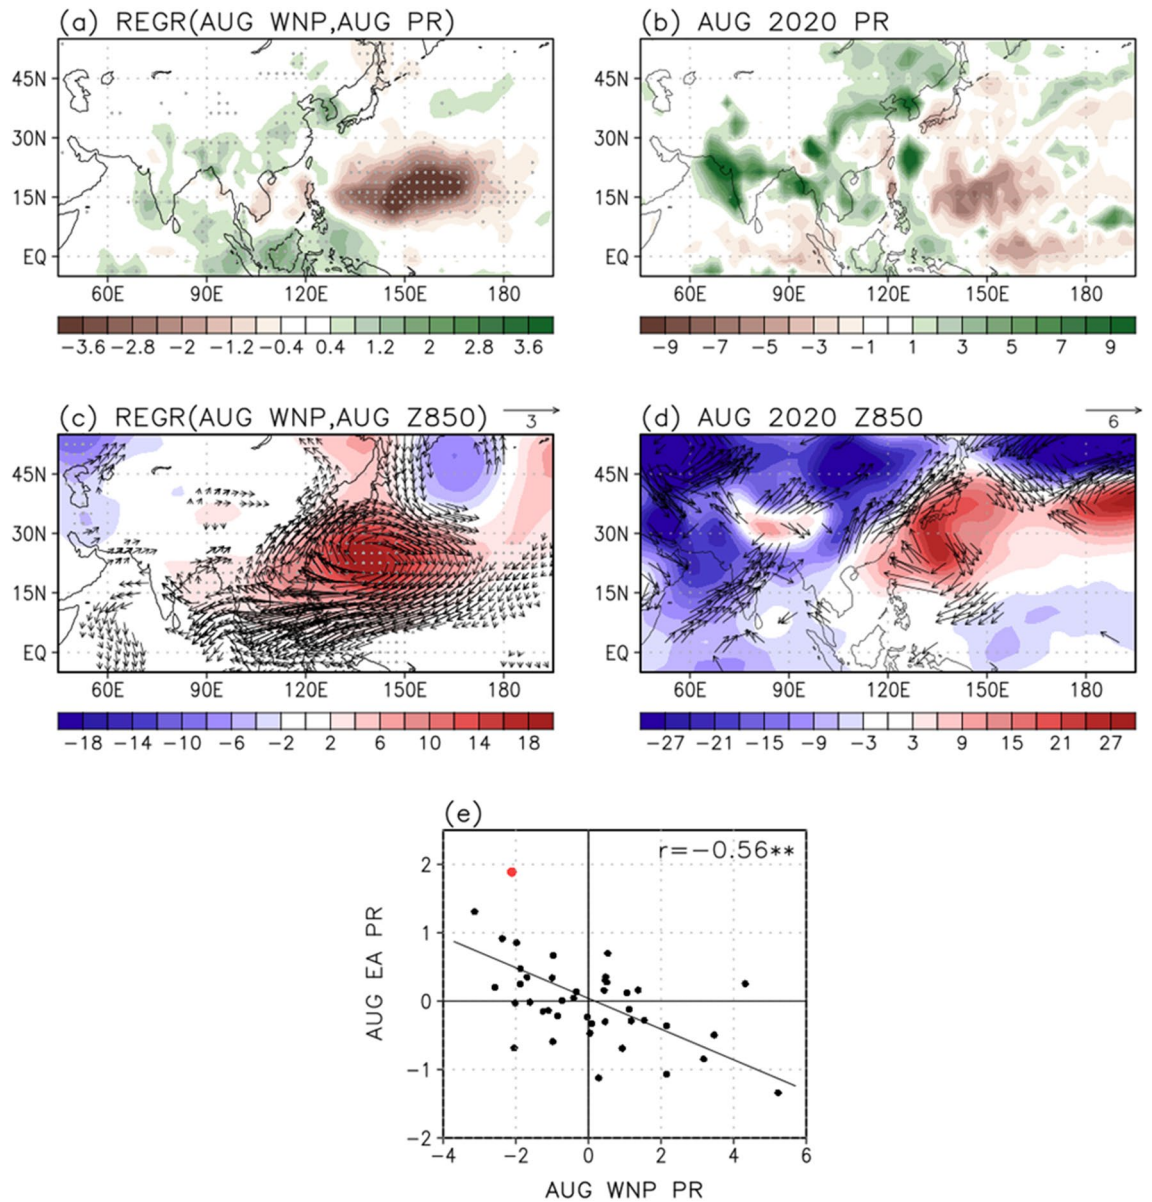 (a) REGR(AUG WNP,AUG PR)
45N
30N
15N
EQ
60E 90E 120E 150E 180
−3.6 −2.8 −2 −1.2 −0.4 0.4 1.2 2 2.8 3.6
(b) AUG 2020 PR
45N
30N
15N
EQ
60E 90E 120E 150E 180
−9 −7 −5 −3 −1 1 3 5 7 9
(c) REGR(AUG WNP,AUG Z850)
3
45N
30N
15N
EQ
60E 90E 120E 150E 180
−18 −14 −10 −6 −2 2 6 10 14 18
(d) AUG 2020 Z850
6
45N
30N
15N
EQ
60E 90E 120E 150E 180
−27 −21 −15 −9 −3 3 9 15 21 27
(e)
r=−0.56**
AUG EA PR
2
1
0
−1
−2
−4 −2 0 2 4 6
AUG WNP PR